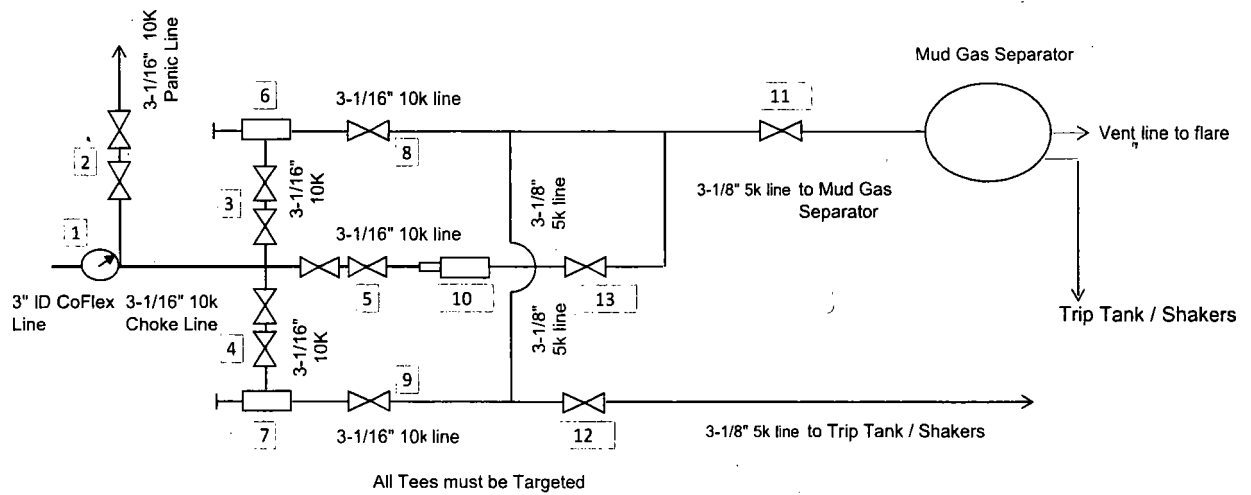 3-1/16" 10K
Panic Line
Mud Gas Separator
6
3-1/16" 10k line
11
2
8
Vent line to flare
3
3-1/16"
10K
3-1/8"
5k line
3-1/8" 5k line to Mud Gas
Separator
1
3-1/16" 10k line
3" ID CoFlex
Line
3-1/16" 10k
Choke Line
5
10
13
Trip Tank / Shakers
4
3-1/16"
10K
3-1/8"
5k line
9
7
3-1/16" 10k line
12
3-1/8" 5k line to Trip Tank / Shakers
All Tees must be Targeted